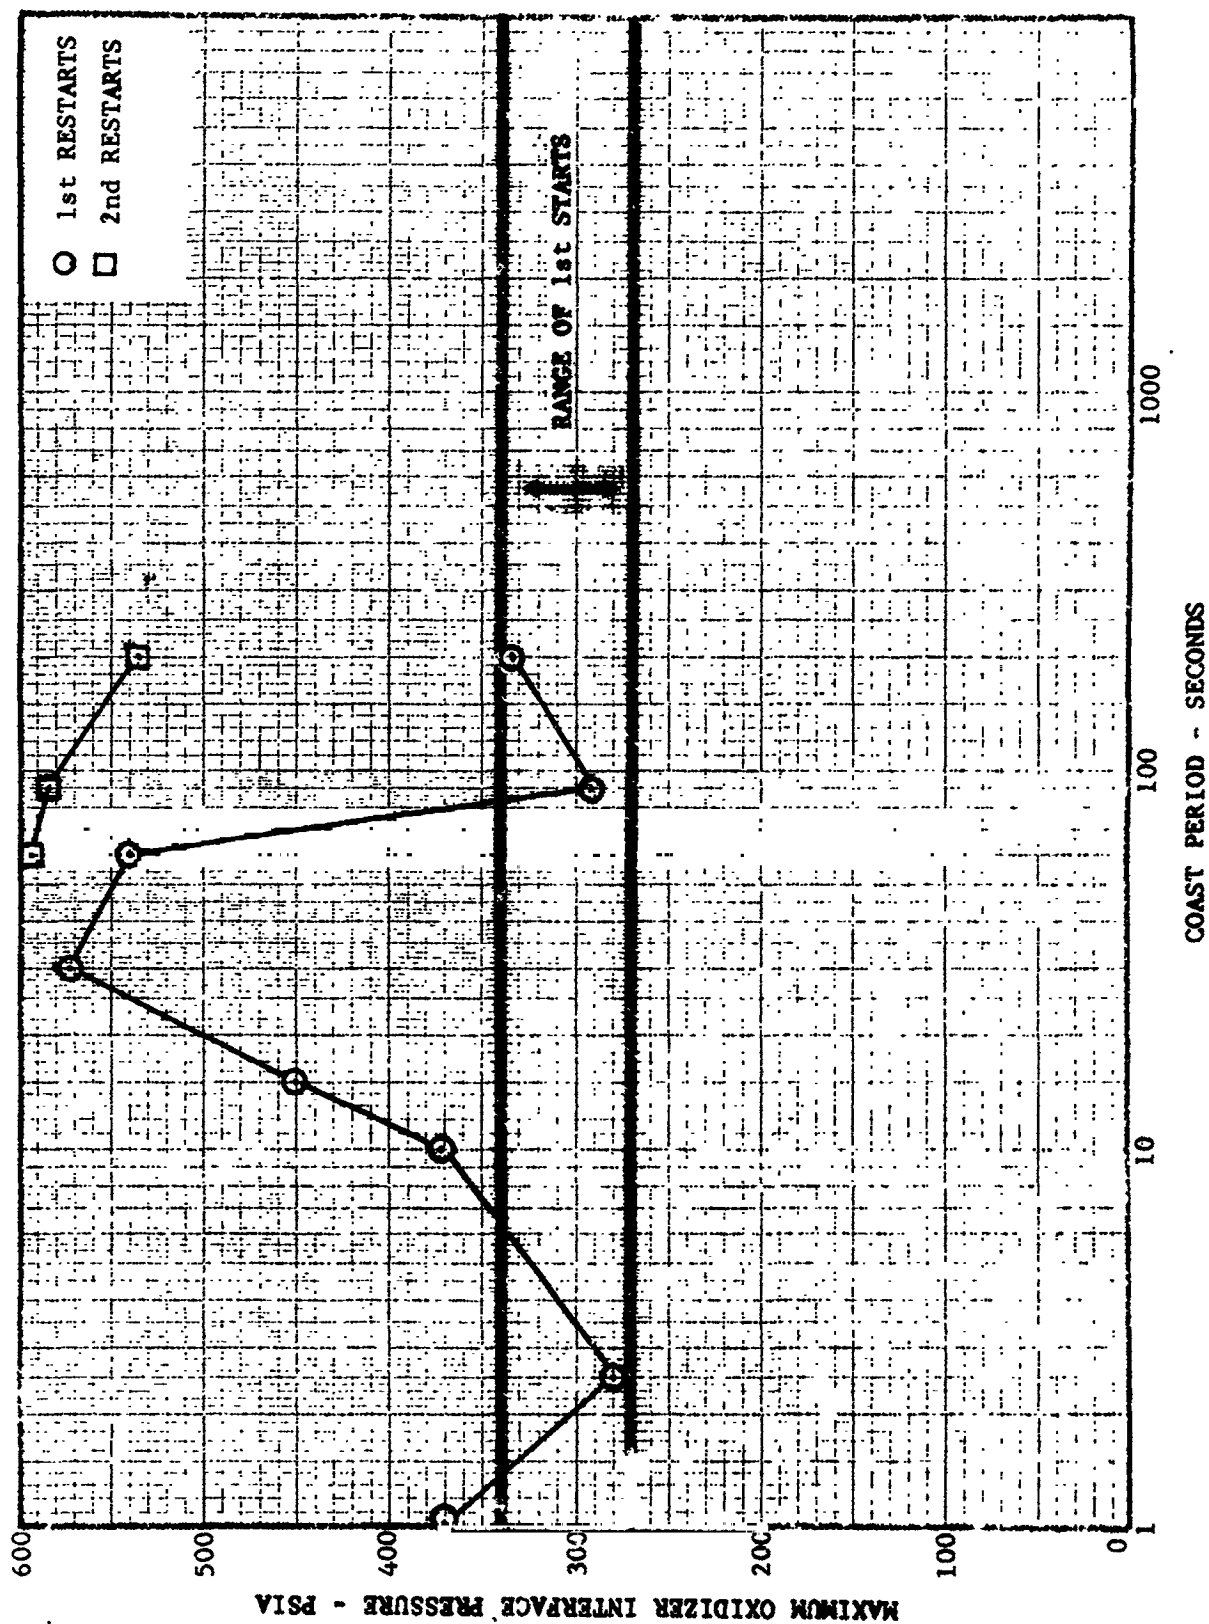 1st RESTARTS
2nd RESTARTS
RANGE OF 1st STARTS
MAXIMUM OXIDIZER INTERFACE PRESSURE - PSIA
600
500
400
300
200
100
0
1
10
100
1000
COAST PERIOD - SECONDS